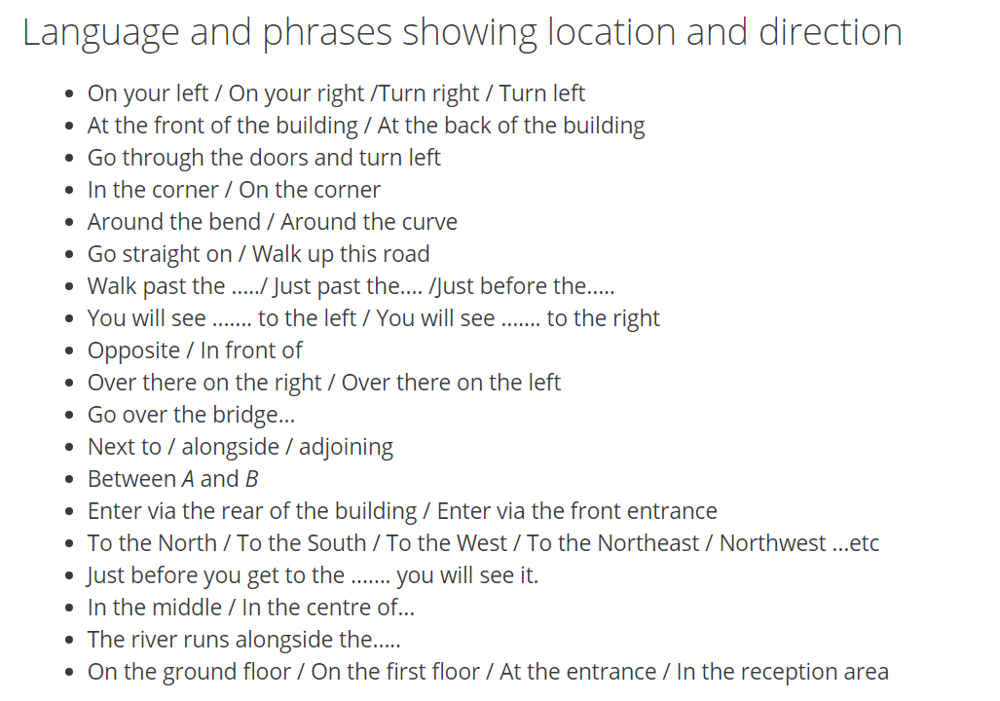 Language and phrases showing location and direction
• On your left / On your right /Turn right / Turn left
• At the front of the building / At the back of the building
• Go through the doors and turn left
• In the corner / On the corner
• Around the bend / Around the curve
• Go straight on / Walk up this road
• Walk past the ...../ Just past the.... /Just before the.....
• You will see ....... to the left / You will see ....... to the right
• Opposite / In front of
• Over there on the right / Over there on the left
• Go over the bridge...
• Next to / alongside / adjoining
• Between A and B
• Enter via the rear of the building / Enter via the front entrance
• To the North / To the South / To the West / To the Northeast / Northwest ...etc
• Just before you get to the ....... you will see it.
• In the middle / In the centre of...
• The river runs alongside the.....
• On the ground floor / On the first floor / At the entrance / In the reception area